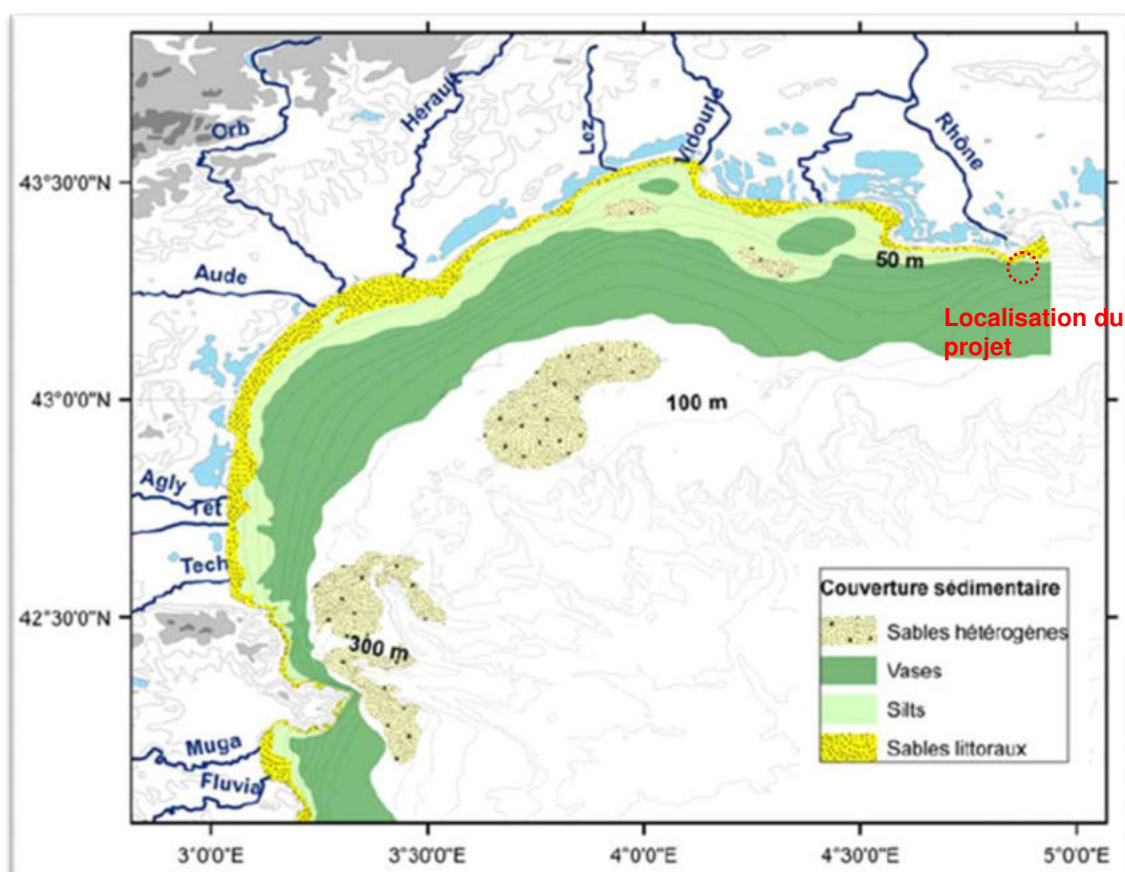 Orb
Hérault
Lez
Vidourle
Rhône
43°30'0"N
Aude
50 m
Localisation du
projet
43°0'0"N
100 m
Agly
Têt
Tech
42°30'0"N
300 m
Muga
Fluvia
Couverture sédimentaire
Sables hétérogènes
Vases
Silts
Sables littoraux
3°0'0"E
3°30'0"E
4°0'0"E
4°30'0"E
5°0'0"E